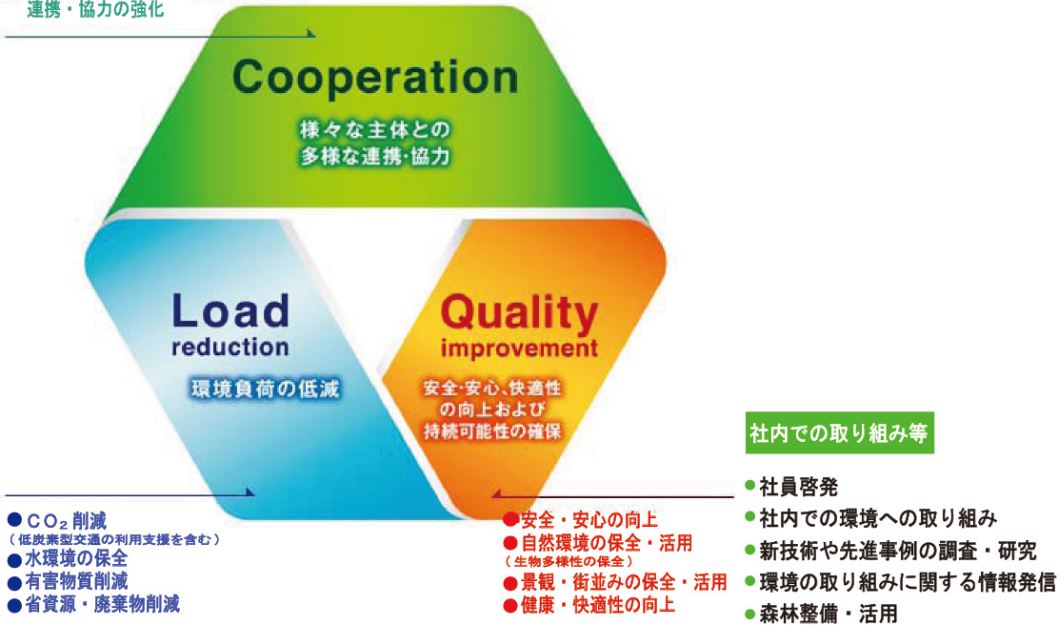 連携・協力の強化
Cooperation
様々な主体との
多様な連携・協力
Load
reduction
環境負荷の低減
Quality
improvement
安全・安心、快適性
の向上および
持続可能性の確保
●CO₂削減
(低炭素型交通の利用支援を含む)
●水環境の保全
●有害物質削減
●省資源・廃棄物削減
●安全・安心の向上
●自然環境の保全・活用
(生物多様性の保全)
●景観・街並みの保全・活用
●健康・快適性の向上
社内での取り組み等
●社員啓発
●社内での環境への取り組み
●新技術や先進事例の調査・研究
●環境の取り組みに関する情報発信
●森林整備・活用